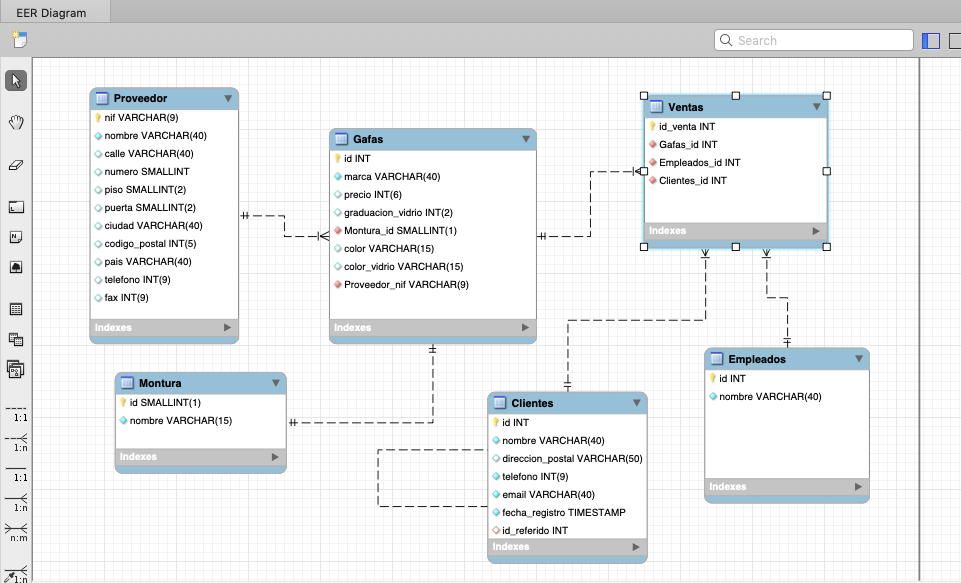 EER Diagram
Search
Proveedor
nif VARCHAR(9)
nombre VARCHAR(40)
calle VARCHAR(40)
numero SMALLINT
piso SMALLINT(2)
puerta SMALLINT(2)
ciudad VARCHAR(40)
codigo_postal INT(5)
pais VARCHAR(40)
telefono INT(9)
fax INT(9)
Indexes
Gafas
id INT
marca VARCHAR(40)
precio INT(6)
graduacion_vidrio INT(2)
Montura_id SMALLINT(1)
color VARCHAR(15)
color_vidrio VARCHAR(15)
Proveedor_nif VARCHAR(9)
Indexes
Ventas
id_venta INT
Gafas_id INT
Empleados_id INT
Clientes_id INT
Indexes
Montura
id SMALLINT(1)
nombre VARCHAR(15)
Indexes
Clientes
id INT
nombre VARCHAR(40)
direccion_postal VARCHAR(50)
telefono INT(9)
email VARCHAR(40)
fecha_registro TIMESTAMP
id_referido INT
Indexes
Empleados
id INT
nombre VARCHAR(40)
Indexes
1:1
1:n
1:1
1:n
n:m
1:n